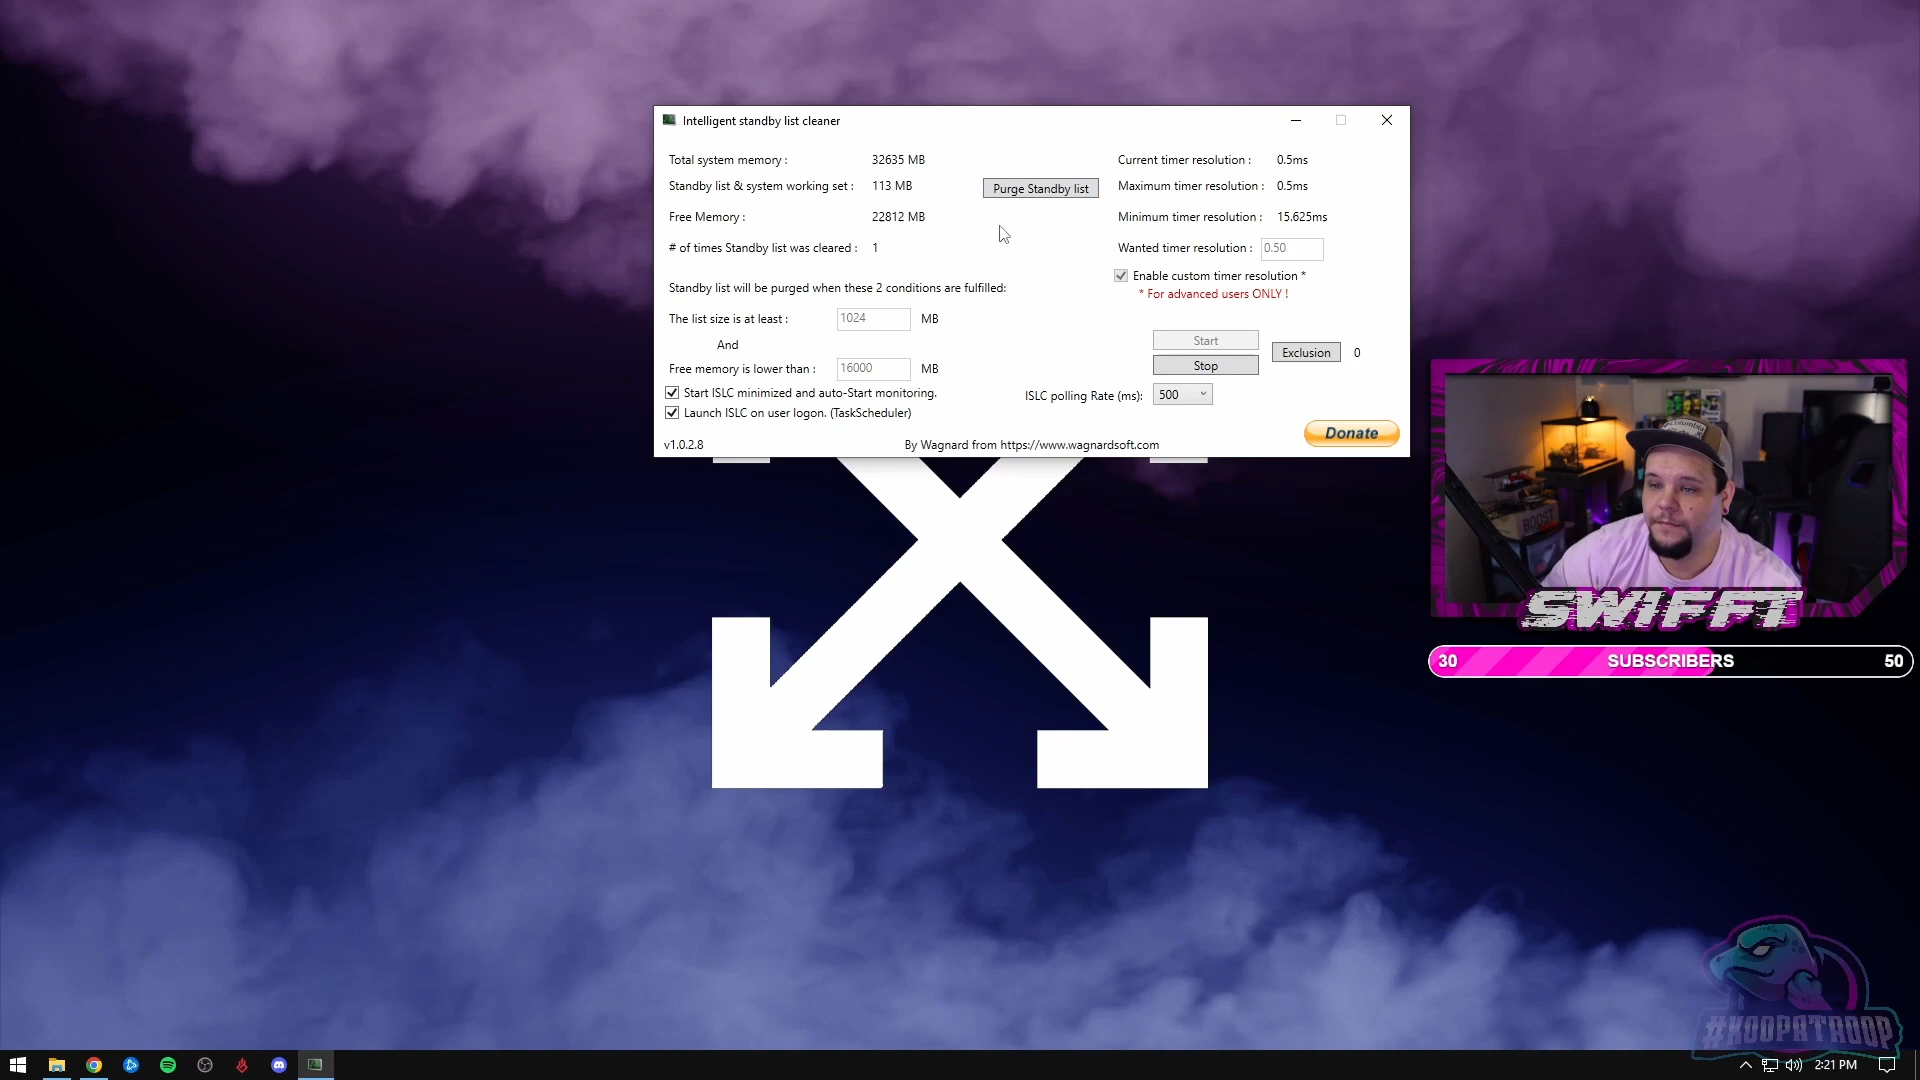 Intelligent standby list cleaner
Total system memory : 32635 MB
Standby list & system working set : 113 MB
Purge Standby list
Free Memory : 22812 MB
# of times Standby list was cleared : 1
Current timer resolution : 0.5ms
Maximum timer resolution : 0.5ms
Minimum timer resolution : 15.625ms
Wanted timer resolution : 0.50
Enable custom timer resolution *
* For advanced users ONLY !
Standby list will be purged when these 2 conditions are fulfilled:
The list size is at least : 1024 MB
And
Free memory is lower than : 16000 MB
Start
Stop
Exclusion 0
Start ISLC minimized and auto-Start monitoring.
ISLC polling Rate (ms): 500
Launch ISLC on user logon. (TaskScheduler)
Donate
v1.0.2.8
By Wagnard from https://www.wagnardsoft.com
Columbia
BOOST
SWIFFT
30 SUBSCRIBERS 50
#KOOPATROOP
2:21 PM